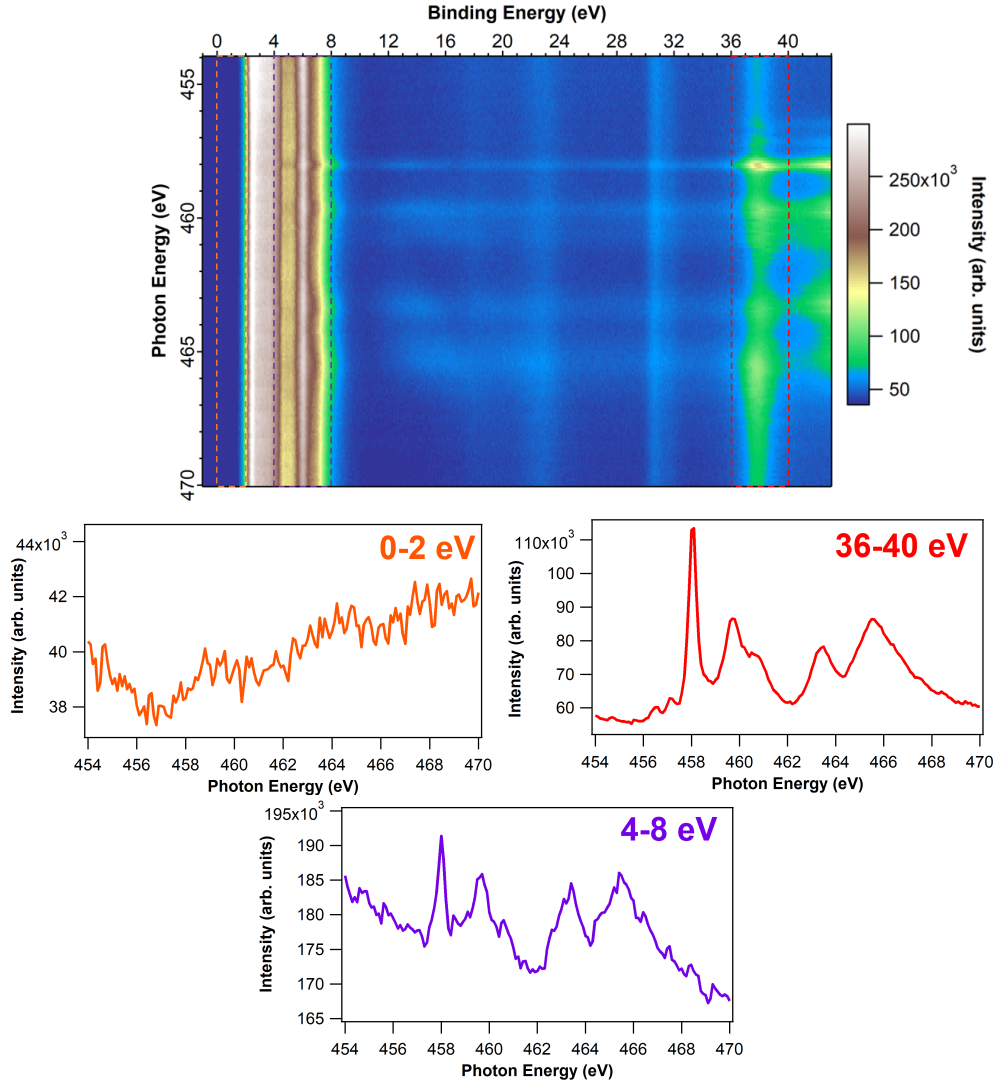 Binding Energy (eV)
0 4 8 12 14 18 22 24 28 30 32 36 38 40
455
460
465
470
Photon Energy (eV)
250x10³
200
150
100
50
Intensity (arb. units)
0-2 eV
44x10³
42
40
38
Intensity (arb. units)
454 456 458 460 462 464 466 468 470
Photon Energy (eV)
36-40 eV
110x10³
100
90
80
70
60
Intensity (arb. units)
454 456 458 460 462 464 466 468 470
Photon Energy (eV)
4-8 eV
195x10³
190
185
180
175
170
165
Intensity (arb. units)
454 456 458 460 462 464 466 468 470
Photon Energy (eV)